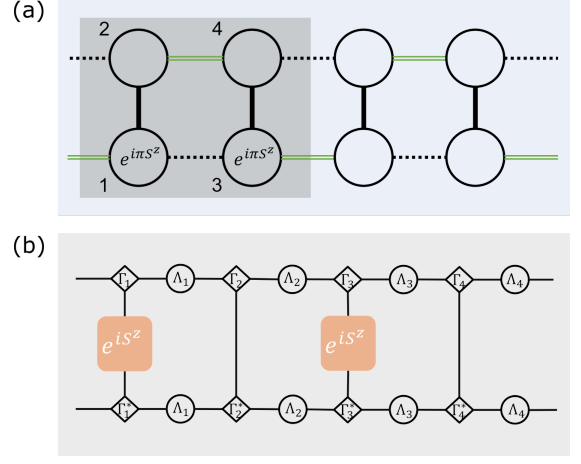 (a)
2 4
e^{iπS^z} e^{iπS^z}
1 3
(b)
Γ₁ Λ₁ Γ₂ Λ₂ Γ₃ Λ₃ Γ₄ Λ₄
e^{iS^z} e^{iS^z}
Γ₁* Λ₁ Γ₂* Λ₂ Γ₃* Λ₃ Γ₄* Λ₄